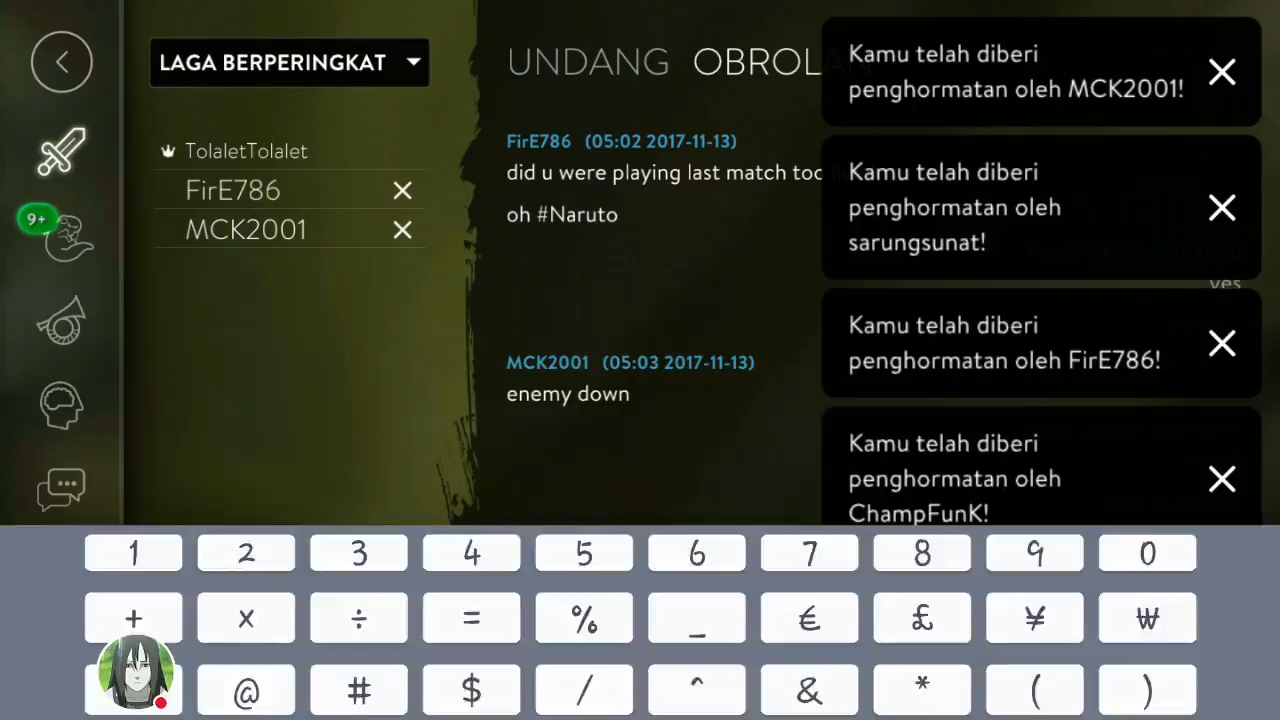 LAGA BERPERINGKAT
TolaletTolalet
FirE786
MCK2001
9+
UNDANG OBROLAN
FirE786 (05:02 2017-11-13)
did u were playing last match too
oh #Naruto
yes
MCK2001 (05:03 2017-11-13)
enemy down
Kamu telah diberi
penghormatan oleh MCK2001!
Kamu telah diberi
penghormatan oleh
sarungsunat!
Kamu telah diberi
penghormatan oleh FirE786!
Kamu telah diberi
penghormatan oleh
ChampFunK!
1 2 3 4 5 6 7 8 9 0
+ × ÷ = % _ € £ ¥ ₩
@ # $ / ^ & * ( )